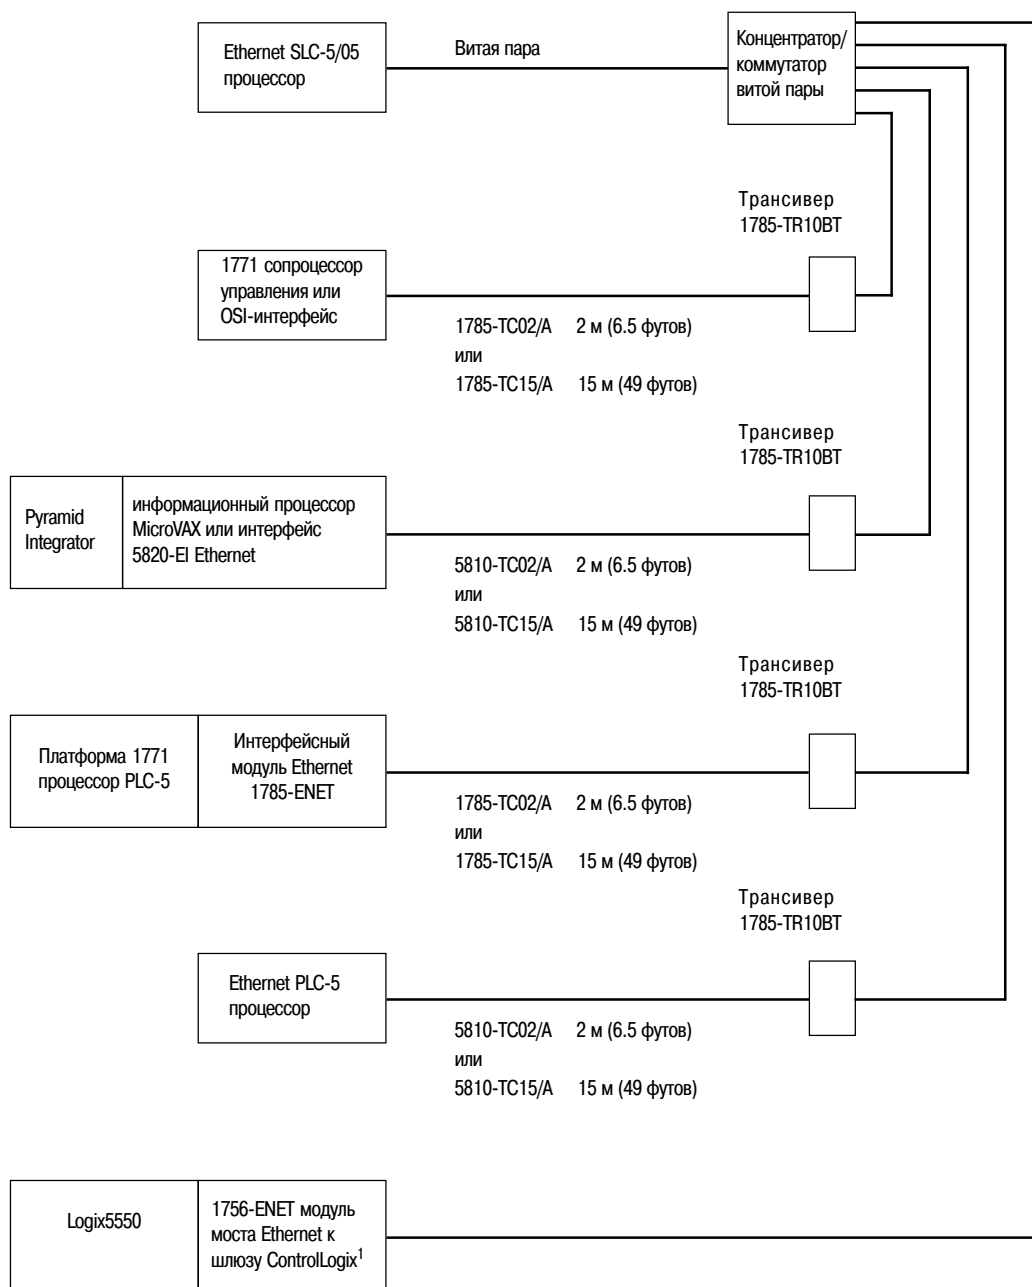 Ethernet SLC-5/05
процессор
Витая пара
Концентратор/
коммутатор
витой пары
Трансивер
1785-TR10BT
1771 сопроцессор
управления или
OSI-интерфейс
1785-TC02/A 2 м (6.5 футов)
или
1785-TC15/A 15 м (49 футов)
Трансивер
1785-TR10BT
Pyramid
Integrator
информационный процессор
MicroVAX или интерфейс
5820-EI Ethernet
5810-TC02/A 2 м (6.5 футов)
или
5810-TC15/A 15 м (49 футов)
Трансивер
1785-TR10BT
Платформа 1771
процессор PLC-5
Интерфейсный
модуль Ethernet
1785-ENET
1785-TC02/A 2 м (6.5 футов)
или
1785-TC15/A 15 м (49 футов)
Трансивер
1785-TR10BT
Ethernet PLC-5
процессор
5810-TC02/A 2 м (6.5 футов)
или
5810-TC15/A 15 м (49 футов)
Logix5550
1756-ENET модуль
моста Ethernet к
шлюзу ControlLogix¹